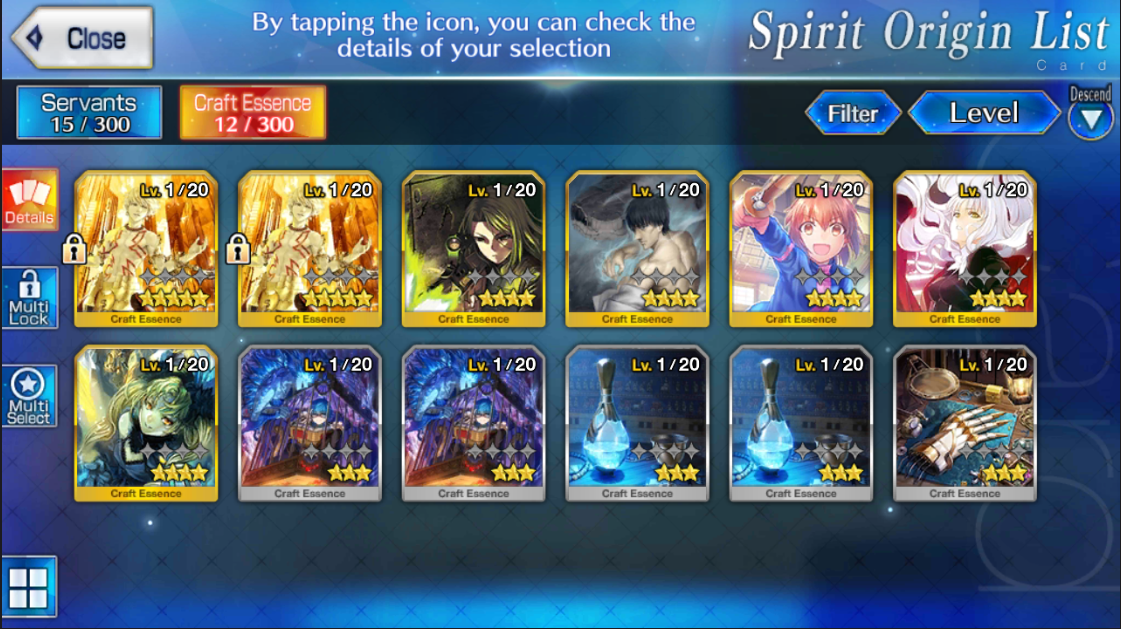 Close
By tapping the icon, you can check the
details of your selection
Spirit Origin List
Card
Servants
15 / 300
Craft Essence
12 / 300
Filter
Level
Descend
Details
Multi
Lock
Multi
Select
Lv. 1/20
Craft Essence
Lv. 1/20
Craft Essence
Lv. 1/20
Craft Essence
Lv. 1/20
Craft Essence
Lv. 1/20
Craft Essence
Lv. 1/20
Craft Essence
Lv. 1/20
Craft Essence
Lv. 1/20
Craft Essence
Lv. 1/20
Craft Essence
Lv. 1/20
Craft Essence
Lv. 1/20
Craft Essence
Lv. 1/20
Craft Essence